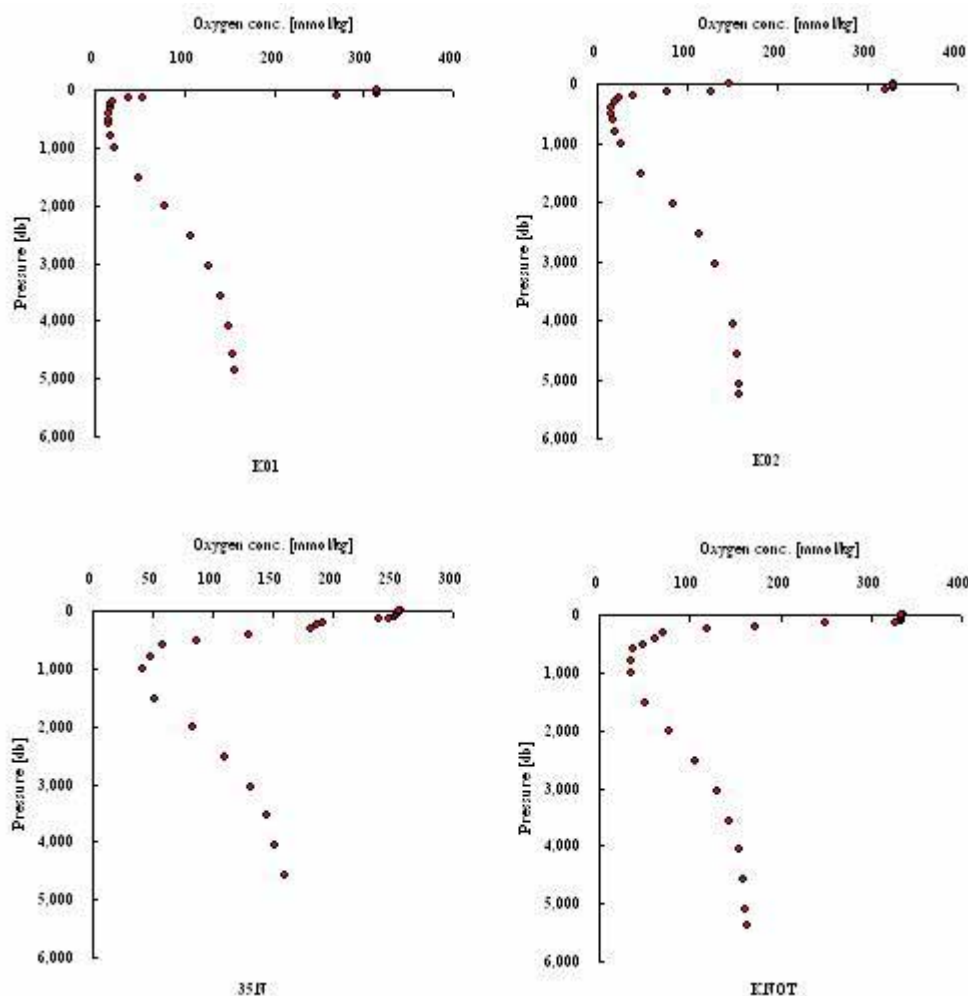 Oxygen conc. [mmol/kg]
0 100 200 300 400
0
1,000
2,000
3,000
4,000
5,000
6,000
Pressure [db]
K01
Oxygen conc. [mmol/kg]
0 100 200 300 400
0
1,000
2,000
3,000
4,000
5,000
6,000
Pressure [db]
K02
Oxygen conc. [mmol/kg]
0 50 100 150 200 250 300
0
1,000
2,000
3,000
4,000
5,000
6,000
Pressure [db]
35N
Oxygen conc. [mmol/kg]
0 100 200 300 400
0
1,000
2,000
3,000
4,000
5,000
6,000
Pressure [db]
KNOT